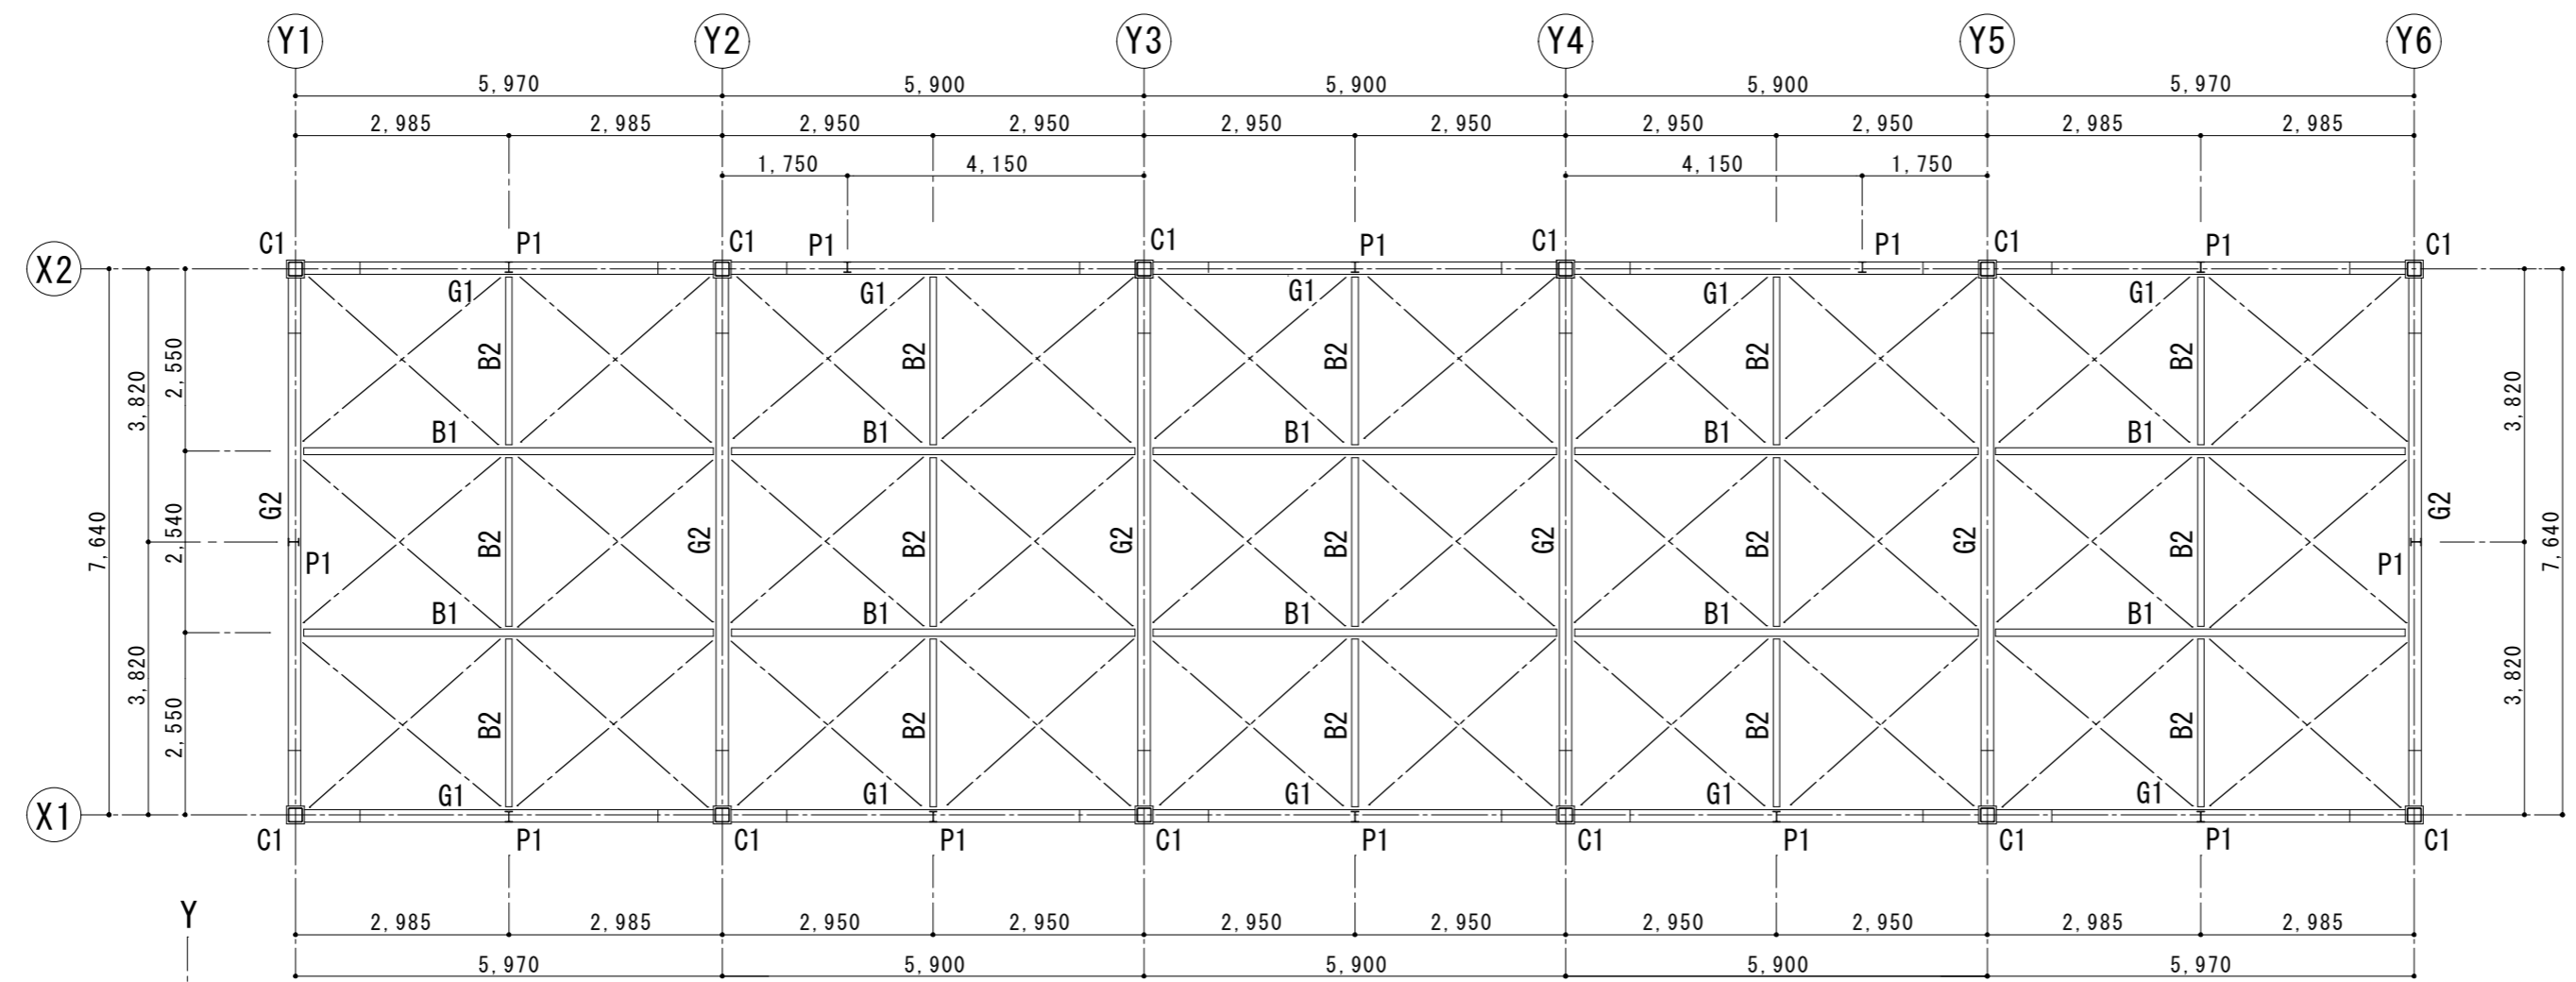 Y1 Y2 Y3 Y4 Y5 Y6
5,970 5,900 5,900 5,900 5,970
2,985 2,985 2,950 2,950 2,950 2,950 2,950 2,950 2,985 2,985
1,750 4,150 4,150 1,750
C1 P1 C1 P1 C1 P1 C1 P1 C1 P1 C1
X2
G1 G1 G1 G1 G1
2,550 B2 B2 B2 B2 B2
3,820 3,820
B1 B1 B1 B1 B1
G2 G2
7,640 2,540 B2 G2 B2 G2 B2 G2 B2 G2 B2 7,640
P1 P1
B1 B1 B1 B1 B1
3,820 3,820
2,550 B2 B2 B2 B2 B2
G1 G1 G1 G1 G1
X1
C1 P1 C1 P1 C1 P1 C1 P1 C1 P1 C1
Y
2,985 2,985 2,950 2,950 2,950 2,950 2,950 2,950 2,985 2,985
5,970 5,900 5,900 5,900 5,970